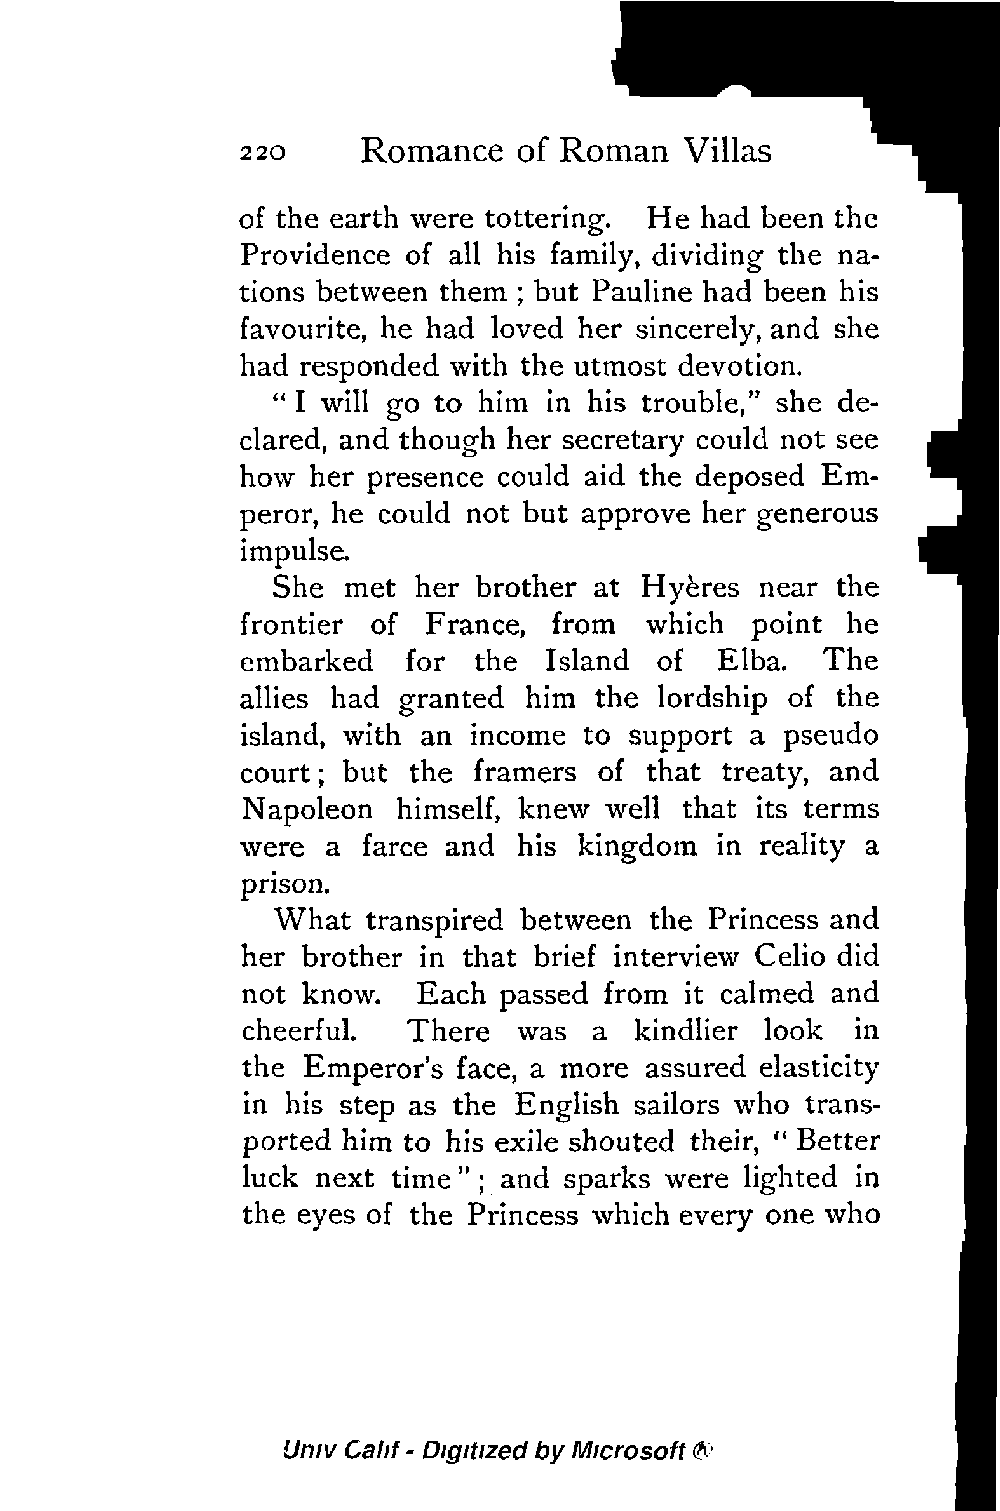 220 Romance of Roman Villas
of the earth were tottering. He had been the
Providence of all his family, dividing the na-
tions between them ; but Pauline had been his
favourite, he had loved her sincerely, and she
had responded with the utmost devotion.
" I will go to him in his trouble," she de-
clared, and though her secretary could not see
how her presence could aid the deposed Em-
peror, he could not but approve her generous
impulse.
She met her brother at Hyères near the
frontier of France, from which point he
embarked for the Island of Elba. The
allies had granted him the lordship of the
island, with an income to support a pseudo
court ; but the framers of that treaty, and
Napoleon himself, knew well that its terms
were a farce and his kingdom in reality a
prison.
What transpired between the Princess and
her brother in that brief interview Celio did
not know. Each passed from it calmed and
cheerful. There was a kindlier look in
the Emperor's face, a more assured elasticity
in his step as the English sailors who trans-
ported him to his exile shouted their, " Better
luck next time " ; and sparks were lighted in
the eyes of the Princess which every one who
Univ Calif - Digitized by Microsoft ®